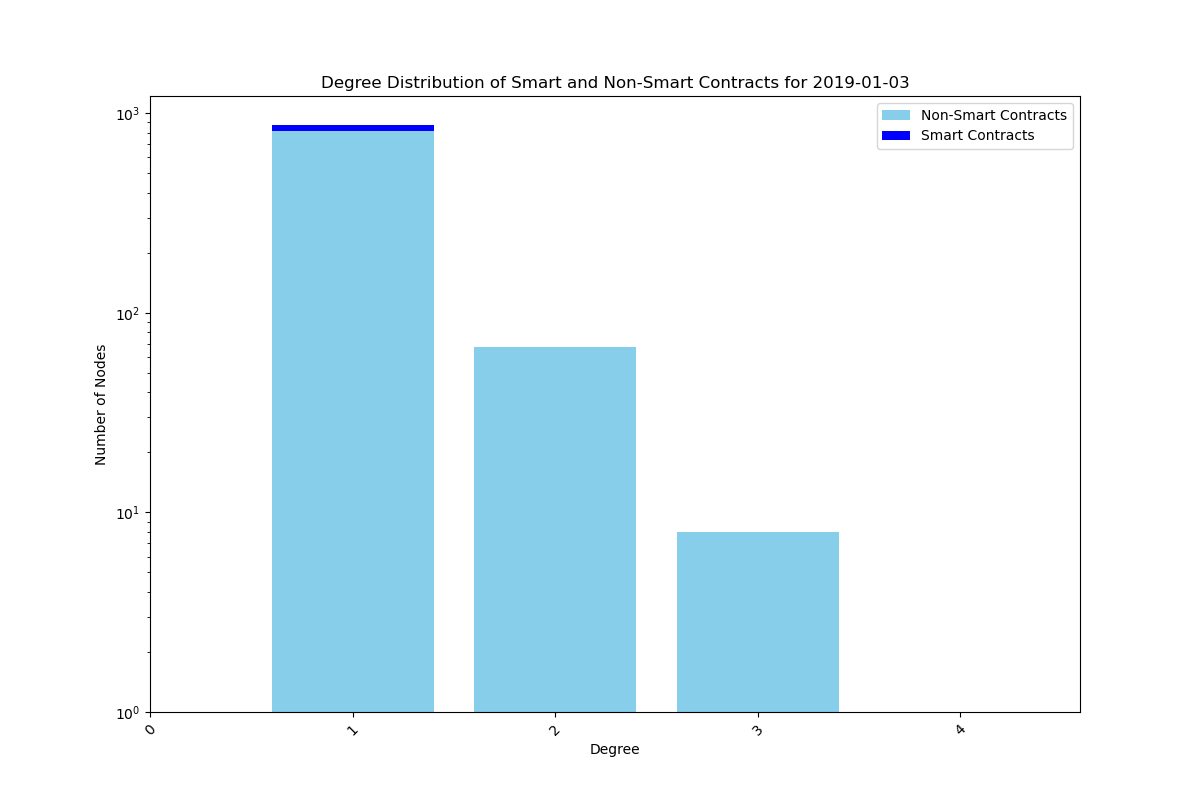 Degree Distribution of Smart and Non-Smart Contracts for 2019-01-03
Non-Smart Contracts
Smart Contracts
Number of Nodes
10³
10²
10¹
10⁰
0
1
2
3
4
Degree